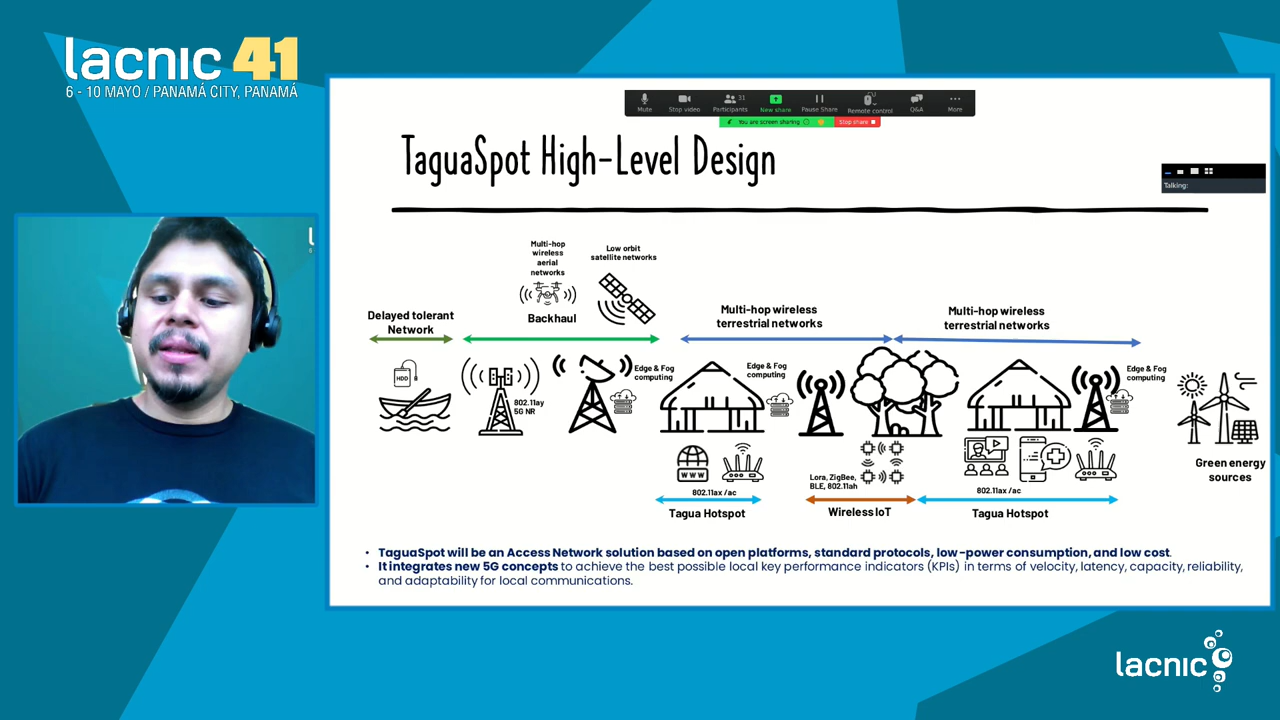 lacnic 41
6 - 10 MAYO / PANAMÁ CITY, PANAMÁ
Mute
Stop video
Participants
31
New share
Pause Share
Remote control
Q&A
More
You are screen sharing
Stop share
TaguaSpot High-Level Design
Talking:
Multi-hop
wireless
aerial
networks
Low orbit
satellite networks
Delayed tolerant
Network
Backhaul
Multi-hop wireless
terrestrial networks
Multi-hop wireless
terrestrial networks
HDD
802.11ay
5G NR
Edge & Fog
computing
Edge & Fog
computing
Edge & Fog
computing
WWW
802.11ax /ac
Tagua Hotspot
Lora, ZigBee,
BLE, 802.11ah
Wireless IoT
802.11ax /ac
Tagua Hotspot
Green energy
sources
• TaguaSpot will be an Access Network solution based on open platforms, standard protocols, low-power consumption, and low cost.
• It integrates new 5G concepts to achieve the best possible local key performance indicators (KPIs) in terms of velocity, latency, capacity, reliability,
and adaptability for local communications.
lacnic